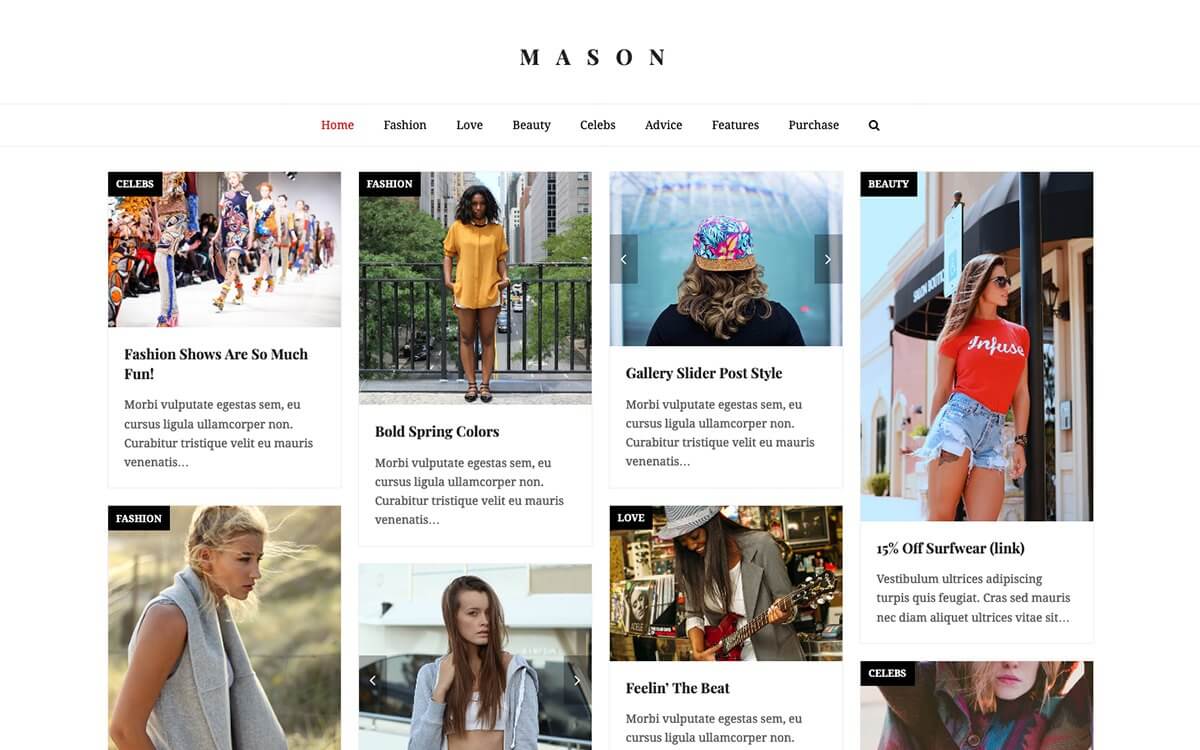 MASON
Home Fashion Love Beauty Celebs Advice Features Purchase
CELEBS
Fashion Shows Are So Much
Fun!
Morbi vulputate egestas sem, eu
cursus ligula ullamcorper non.
Curabitur tristique velit eu mauris
venenatis…
FASHION
FASHION
Bold Spring Colors
Morbi vulputate egestas sem, eu
cursus ligula ullamcorper non.
Curabitur tristique velit eu mauris
venenatis…
Gallery Slider Post Style
Morbi vulputate egestas sem, eu
cursus ligula ullamcorper non.
Curabitur tristique velit eu mauris
venenatis…
LOVE
Feelin’ The Beat
Morbi vulputate egestas sem, eu
cursus ligula ullamcorper non.
BEAUTY
Infuse
15% Off Surfwear (link)
Vestibulum ultrices adipiscing
turpis quis feugiat. Cras sed mauris
nec diam aliquet ultrices vitae sit…
CELEBS